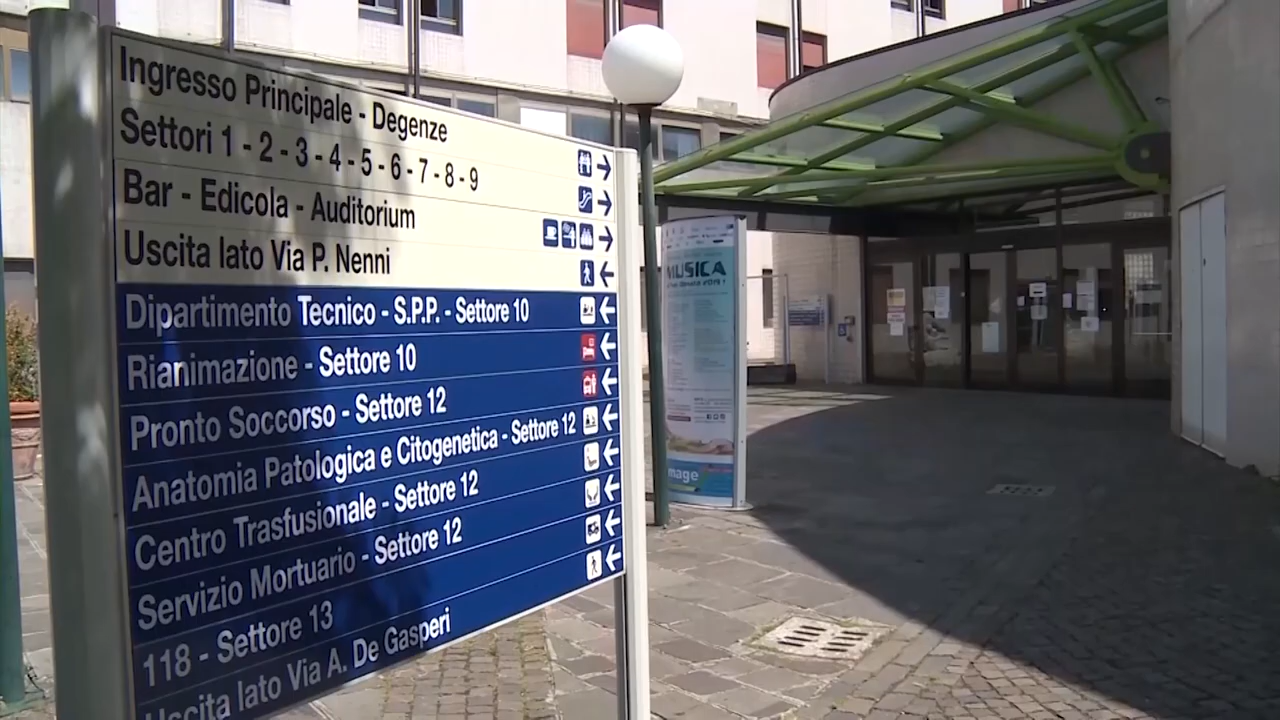 Ingresso Principale - Degenze
Settori 1 - 2 - 3 - 4 - 5 - 6 - 7 - 8 - 9
Bar - Edicola - Auditorium
Uscita lato Via P. Nenni
Dipartimento Tecnico - S.P.P. - Settore 10
Rianimazione - Settore 10
Pronto Soccorso - Settore 12
Anatomia Patologica e Citogenetica - Settore 12
Centro Trasfusionale - Settore 12
Servizio Mortuario - Settore 12
118 - Settore 13
Uscita lato Via A. De Gasperi
MUSICA
mage